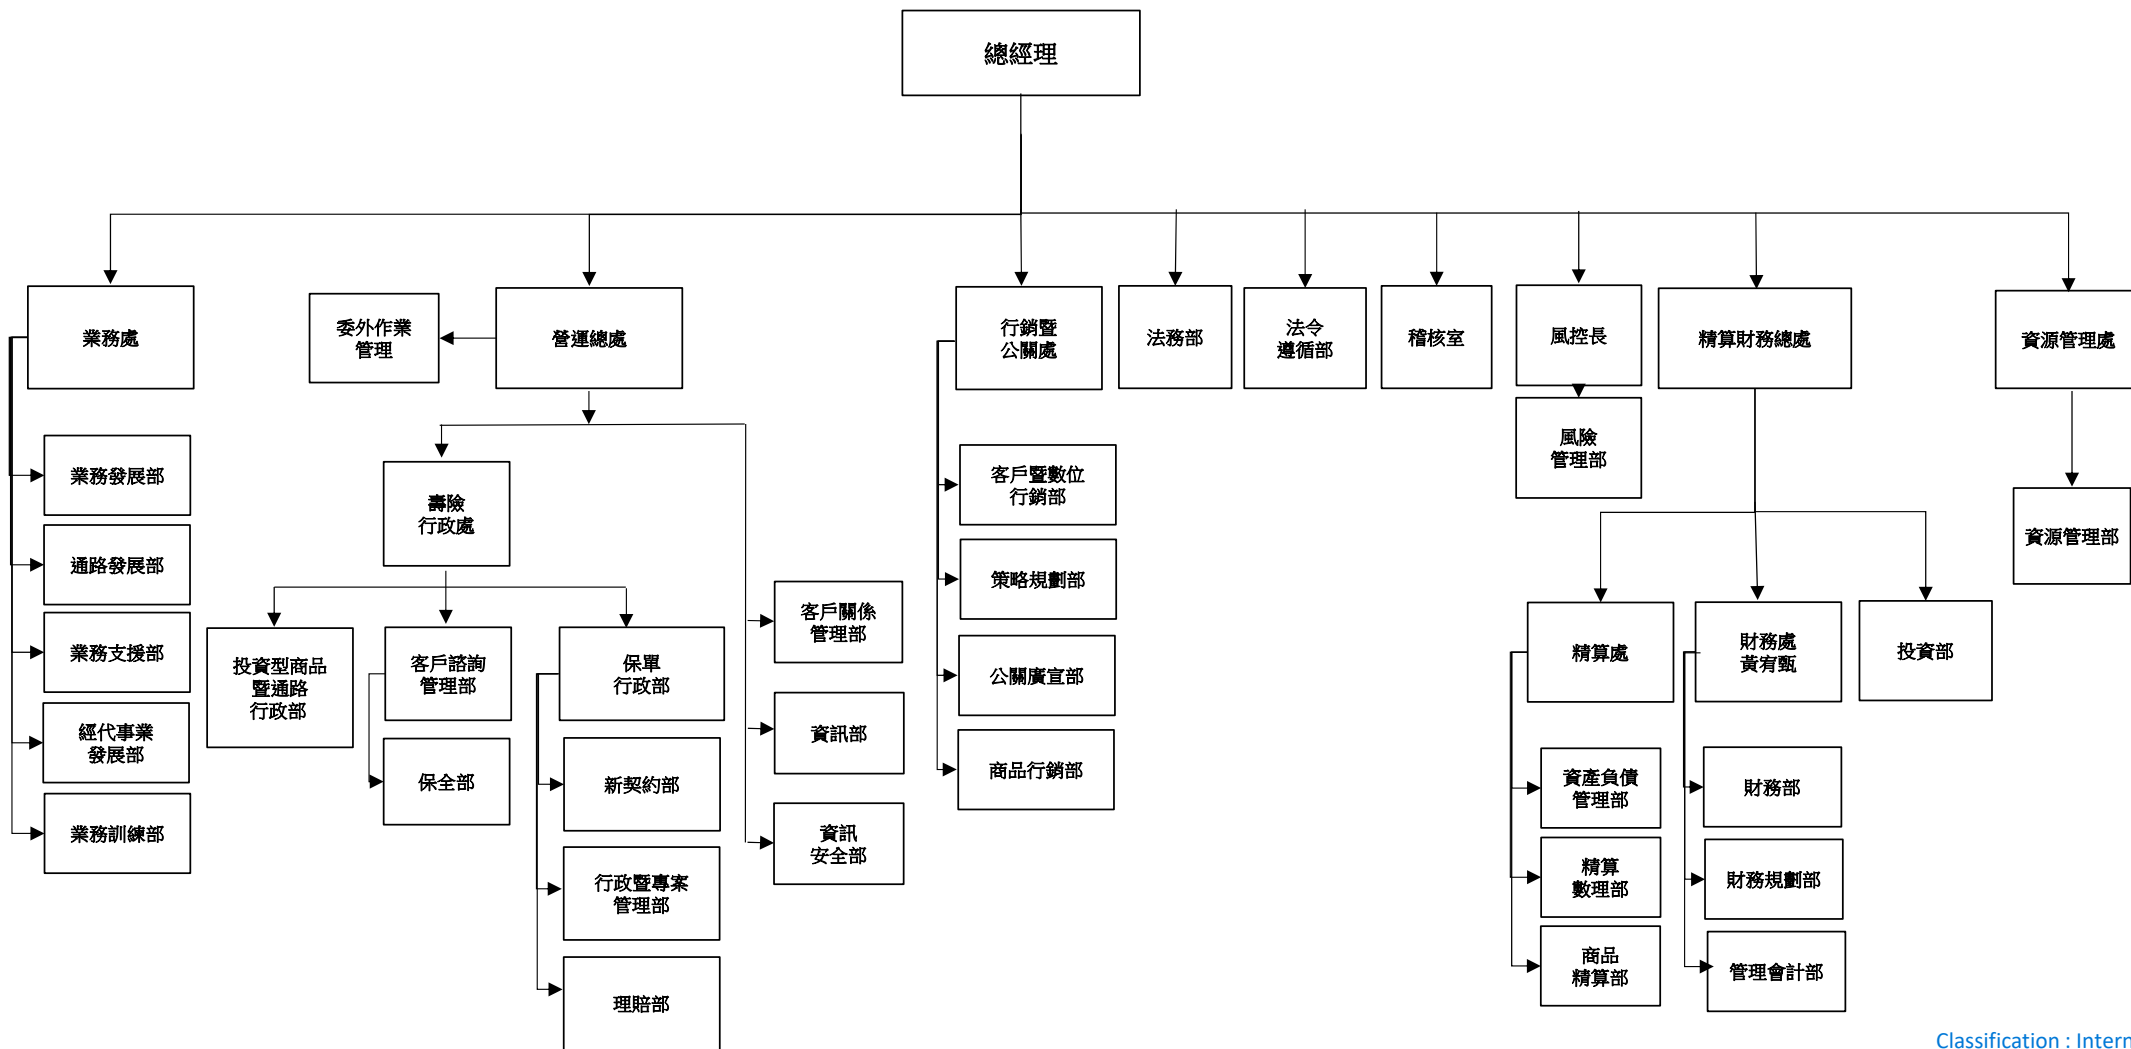 總經理
業務處
委外作業
管理
營運總處
行銷暨
公關處
法務部
法令
遵循部
稽核室
風控長
精算財務總處
資源管理處
業務發展部
通路發展部
業務支援部
經代事業
發展部
業務訓練部
壽險
行政處
投資型商品
暨通路
行政部
客戶諮詢
管理部
保全部
保單
行政部
新契約部
行政暨專案
管理部
理賠部
客戶關係
管理部
資訊部
資訊
安全部
客戶暨數位
行銷部
策略規劃部
公關廣宣部
商品行銷部
風險
管理部
精算處
資產負債
管理部
精算
數理部
商品
精算部
財務處
黃宥甄
財務部
財務規劃部
管理會計部
投資部
資源管理部
Classification : Intern